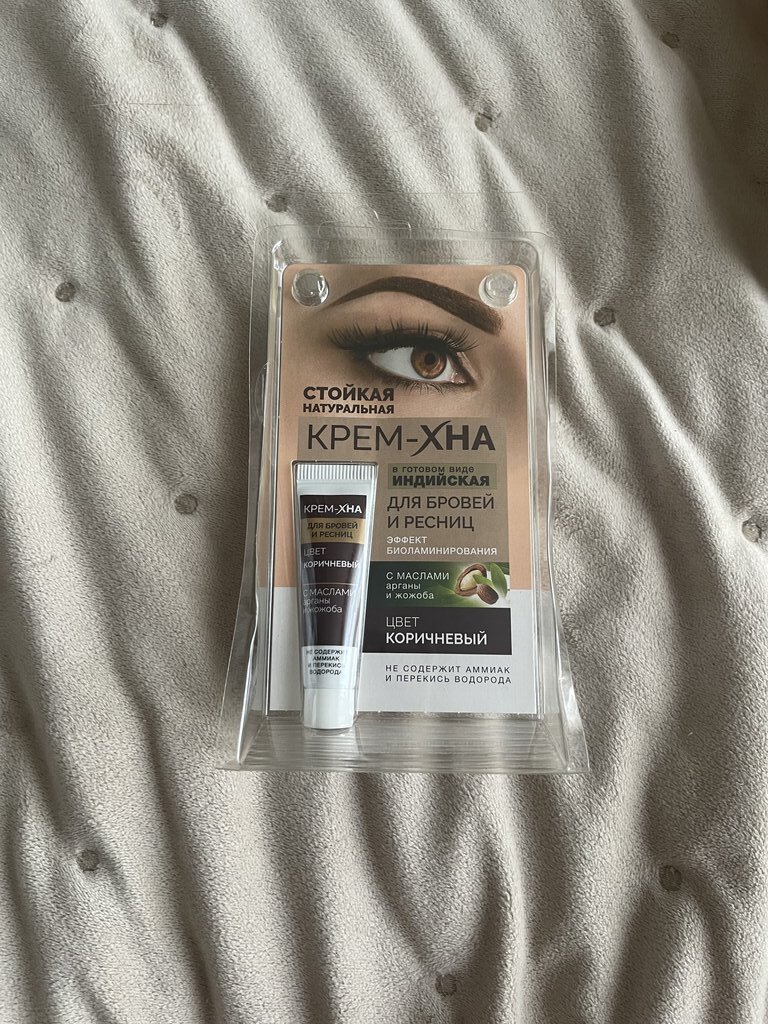 СТОЙКАЯ
НАТУРАЛЬНАЯ
КРЕМ-ХНА
в готовом виде
ИНДИЙСКАЯ
ДЛЯ БРОВЕЙ
И РЕСНИЦ
ЭФФЕКТ
БИОЛАМИНИРОВАНИЯ
С МАСЛАМИ
арганы
и жожоба
ЦВЕТ
КОРИЧНЕВЫЙ
НЕ СОДЕРЖИТ АММИАК
И ПЕРЕКИСЬ ВОДОРОДА
КРЕМ-ХНА
ДЛЯ БРОВЕЙ
И РЕСНИЦ
ЦВЕТ
КОРИЧНЕВЫЙ
С МАСЛАМИ
арганы
и жожоба
НЕ СОДЕРЖИТ
АММИАК
И ПЕРЕКИСЬ
ВОДОРОДА